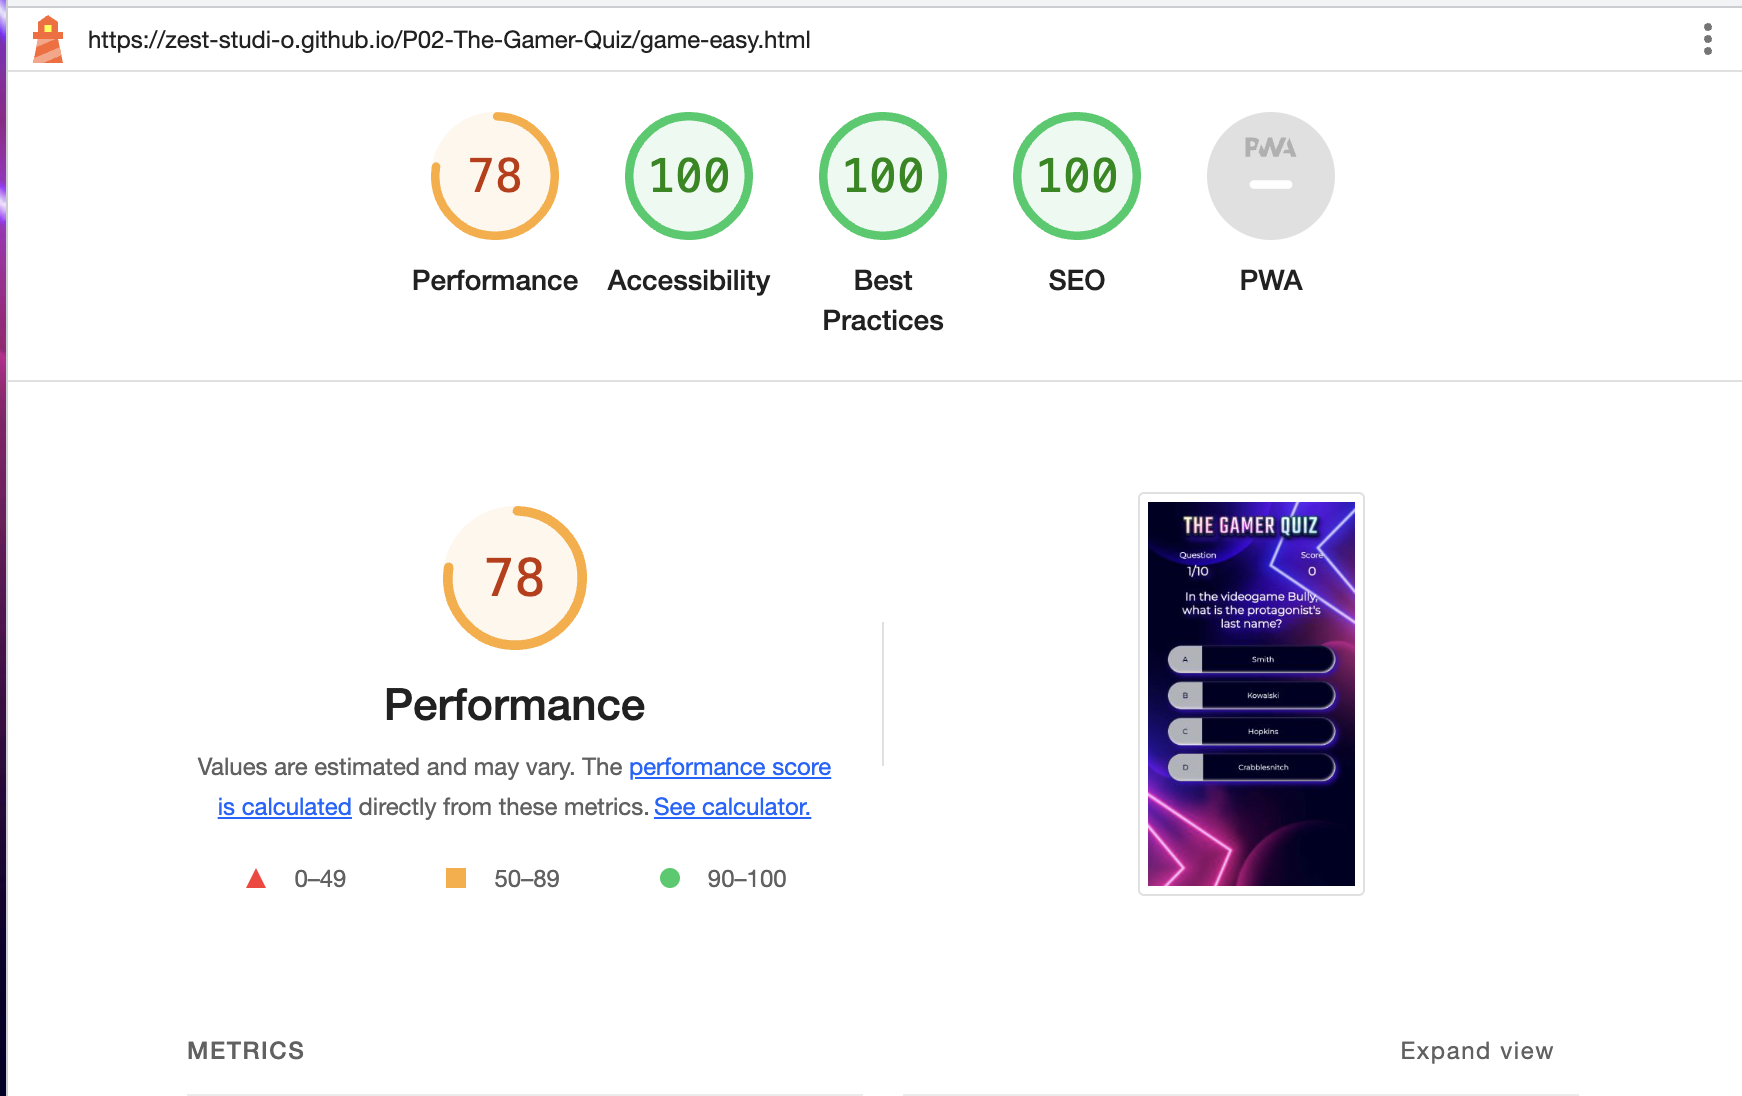 https://zest-studi-o.github.io/P02-The-Gamer-Quiz/game-easy.html
78
100
100
100
PWA
Performance
Accessibility
Best
Practices
SEO
PWA
78
Performance
Values are estimated and may vary. The performance score
is calculated directly from these metrics. See calculator.
0–49
50–89
90–100
THE GAMER QUIZ
Question
Score
1/10
0
In the videogame Bully,
what is the protagonist's
last name?
A Smith
B Kowalski
C Hopkins
D Crabblesnitch
METRICS
Expand view